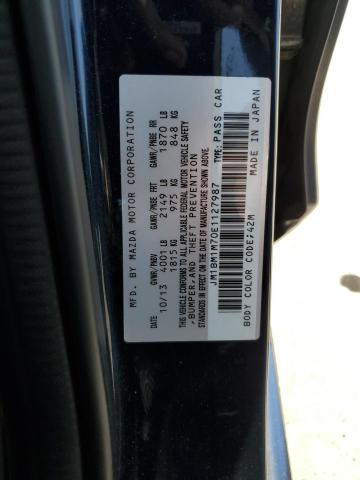 MFD. BY MAZDA MOTOR CORPORATION
DATE GVWR/PNBV GAWR/PNBE FRT GAWR/PNBE RR
10/13 4001 LB 2149 LB 1870 LB
1815 KG 975 KG 848 KG
THIS VEHICLE CONFORMS TO ALL APPLICABLE FEDERAL MOTOR VEHICLE SAFETY
,BUMPER,AND THEFT PREVENTION
STANDARDS IN EFFECT ON THE DATE OF MANUFACTURE SHOWN ABOVE.
JM1BM1M70E1127987 TYPE: PASS CAR
BODY COLOR CODE;42M MADE IN JAPAN